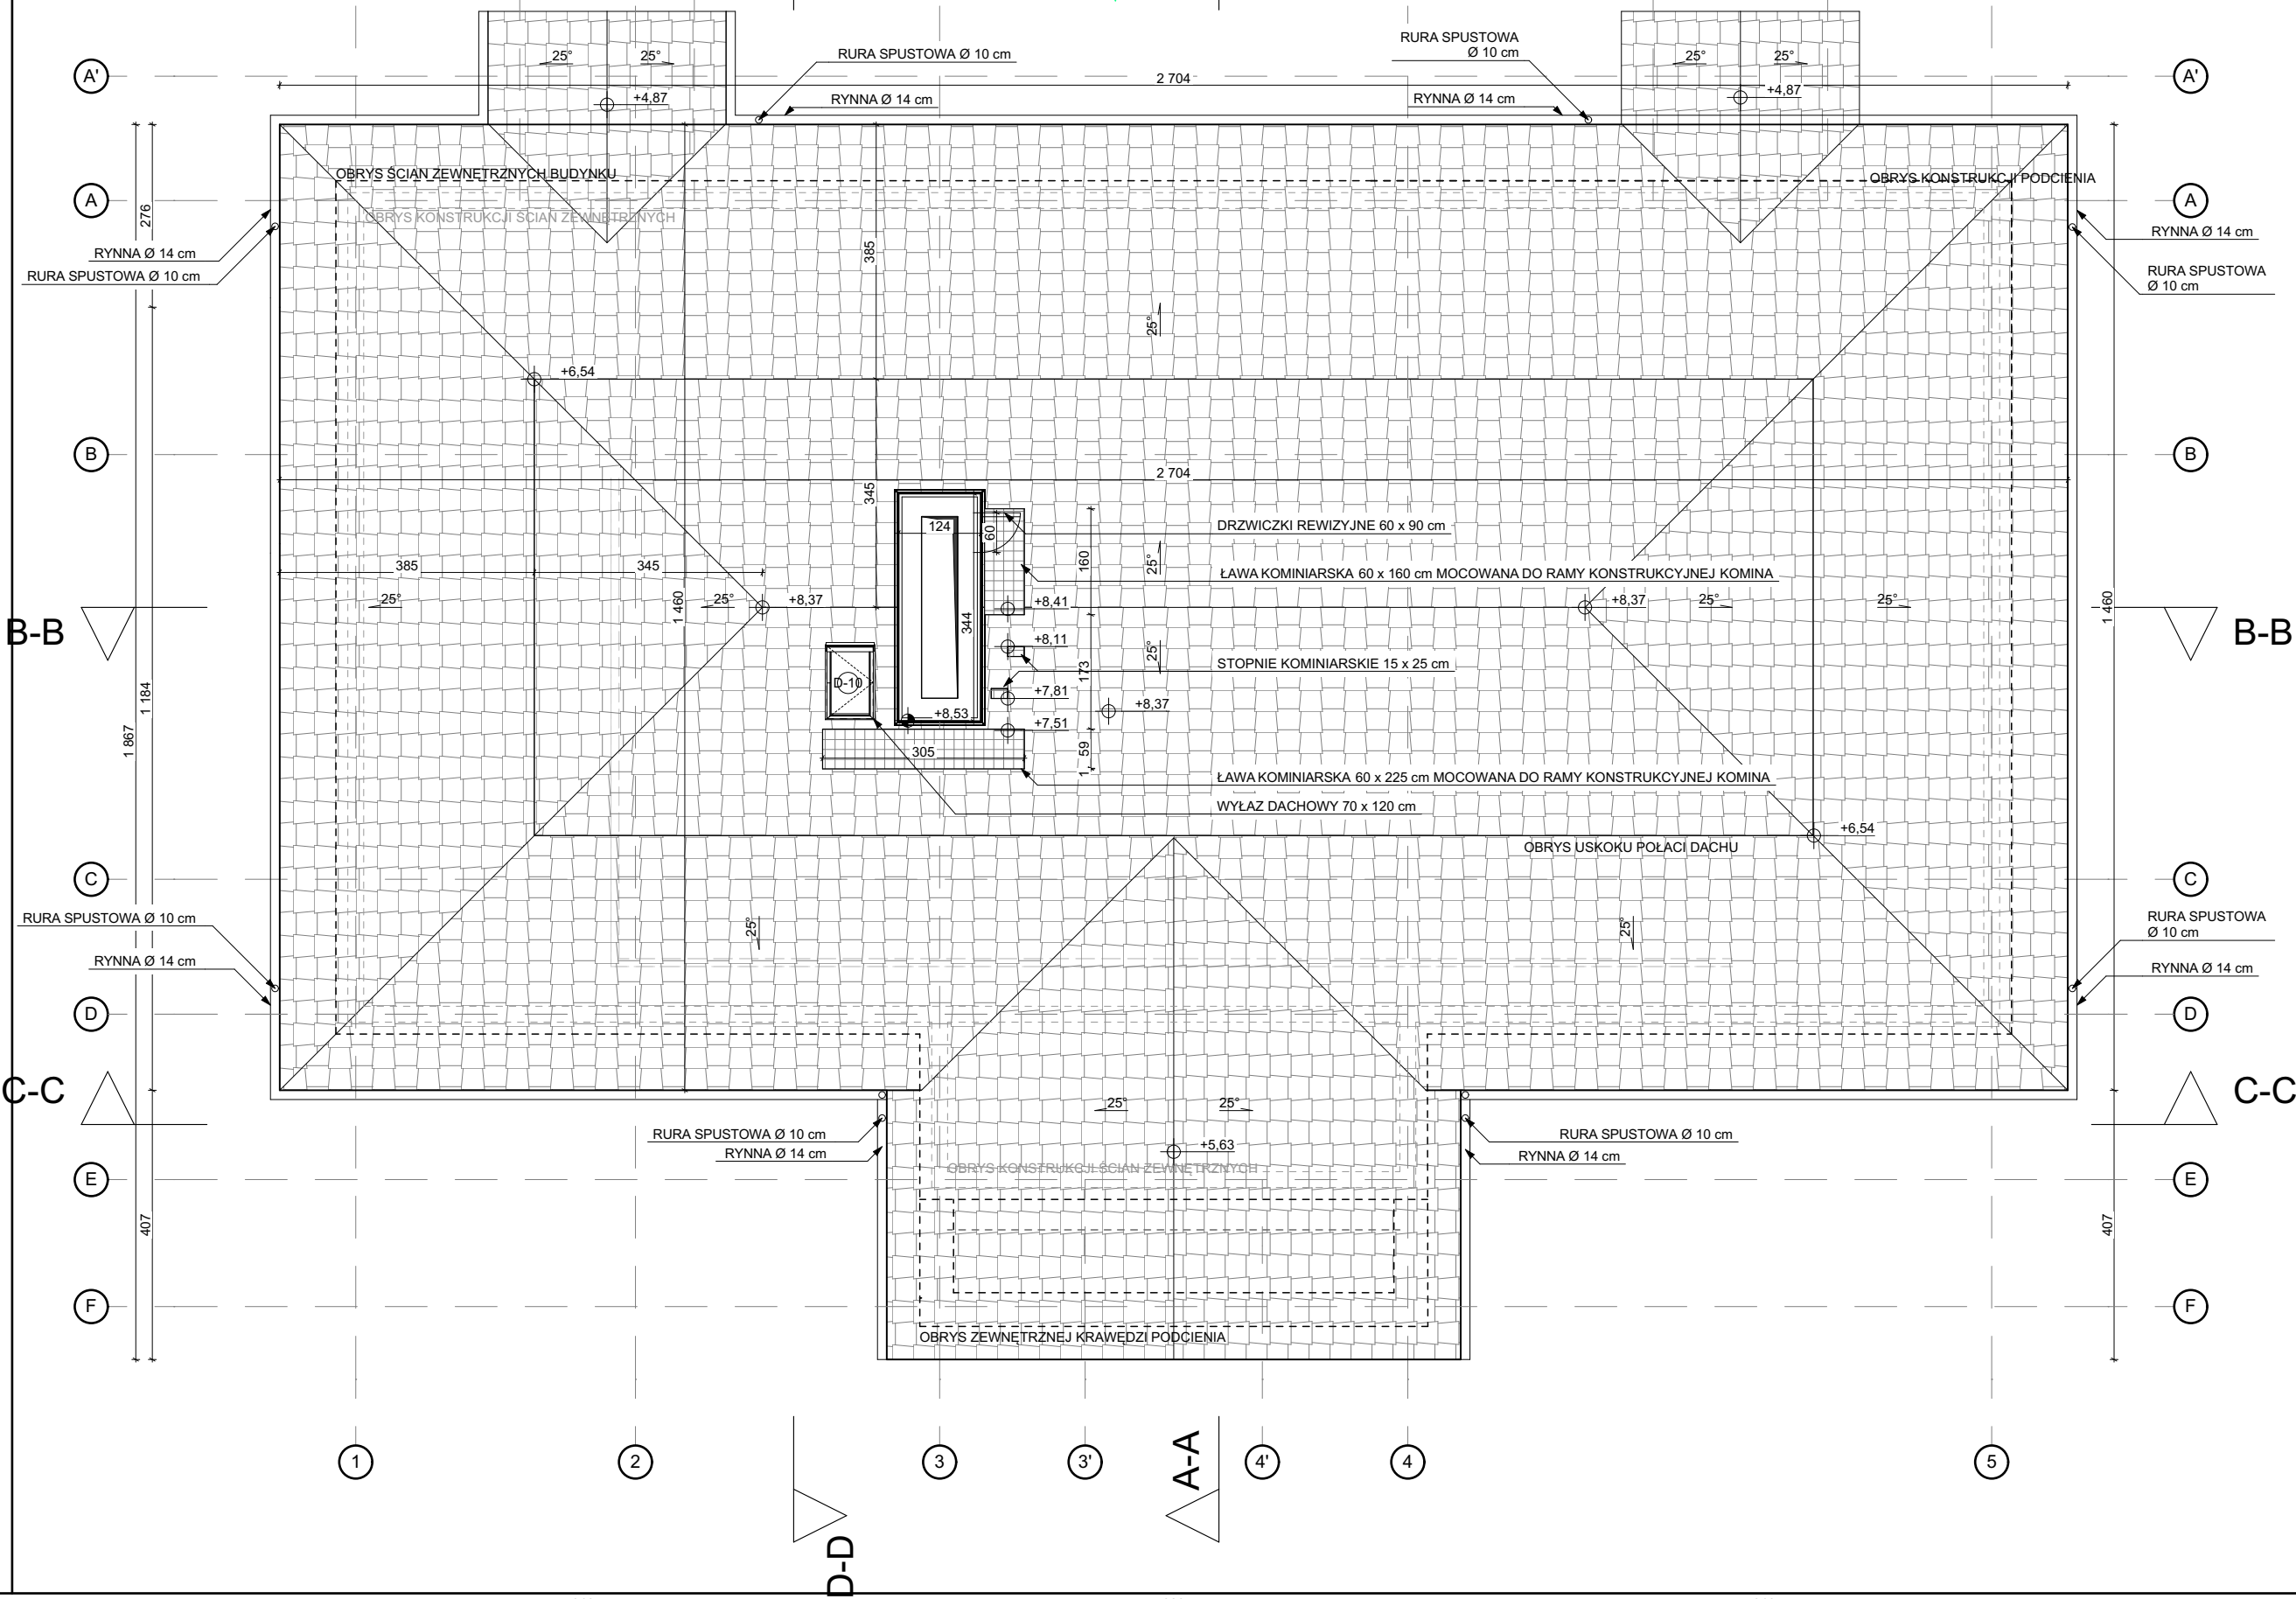 RURA SPUSTOWA
Ø 10 cm
RURA SPUSTOWA Ø 10 cm
25°
25°
25°
25°
A'
2 704
A'
+4,87
+4,87
RYNNA Ø 14 cm
RYNNA Ø 14 cm
OBRYS ŚCIAN ZEWNĘTRZNYCH BUDYNKU
OBRYS KONSTRUKCJI PODCIENIA
A
A
OBRYS KONSTRUKCJI ŚCIAN ZEWNĘTRZNYCH
276
385
RYNNA Ø 14 cm
RURA SPUSTOWA Ø 10 cm
RYNNA Ø 14 cm
RURA SPUSTOWA
Ø 10 cm
25°
+6,54
B
B
2 704
345
124
60
DRZWICZKI REWIZYJNE 60 x 90 cm
160
25°
385
345
ŁAWA KOMINIARSKA 60 x 160 cm MOCOWANA DO RAMY KONSTRUKCYJNEJ KOMINA
25°
25°
+8,37
+8,41
+8,37
25°
25°
1 460
1 460
344
B-B
B-B
+8,11
25°
173
STOPNIE KOMINIARSKIE 15 x 25 cm
D-10
+7,81
+8,37
1 184
1 867
+8,53
+7,51
305
1
59
ŁAWA KOMINIARSKA 60 x 225 cm MOCOWANA DO RAMY KONSTRUKCYJNEJ KOMINA
WYŁAZ DACHOWY 70 x 120 cm
+6,54
OBRYS USKOKU POŁACI DACHU
C
C
RURA SPUSTOWA Ø 10 cm
RYNNA Ø 14 cm
25°
25°
RURA SPUSTOWA
Ø 10 cm
RYNNA Ø 14 cm
D
D
C-C
C-C
25°
25°
RURA SPUSTOWA Ø 10 cm
RYNNA Ø 14 cm
+5,63
RURA SPUSTOWA Ø 10 cm
RYNNA Ø 14 cm
OBRYS KONSTRUKCJI ŚCIAN ZEWNĘTRZNYCH
E
E
407
407
F
F
OBRYS ZEWNĘTRZNEJ KRAWĘDZI PODCIENIA
1
2
3
3'
A-A
4'
4
5
D-D